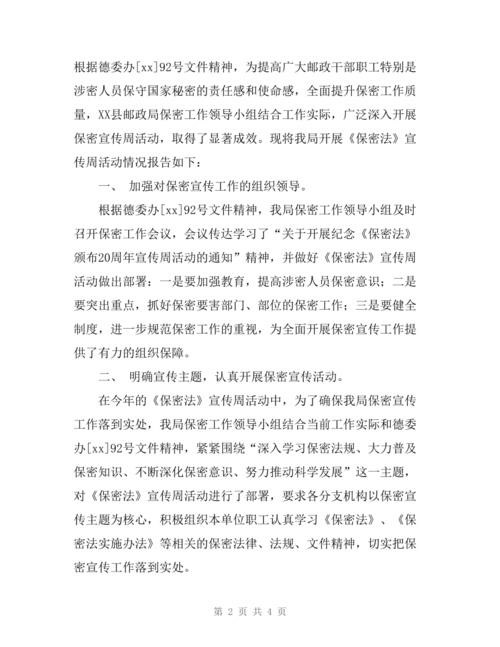 根据德委办[xx]92号文件精神，为提高广大邮政干部职工特别是
涉密人员保守国家秘密的责任感和使命感，全面提升保密工作质
量，XX县邮政局保密工作领导小组结合工作实际，广泛深入开展
保密宣传周活动，取得了显著成效。现将我局开展《保密法》宣
传周活动情况报告如下：
一、 加强对保密宣传工作的组织领导。
根据德委办[xx]92号文件精神，我局保密工作领导小组及时
召开保密工作会议，会议传达学习了“关于开展纪念《保密法》
颁布20周年宣传周活动的通知”精神，并做好《保密法》宣传周
活动做出部署：一是要加强教育，提高涉密人员保密意识；二是
要突出重点，抓好保密要害部门、部位的保密工作；三是要健全
制度，进一步规范保密工作的重视，为全面开展保密宣传工作提
供了有力的组织保障。
二、 明确宣传主题，认真开展保密宣传活动。
在今年的《保密法》宣传周活动中，为了确保我局保密宣传
工作落到实处，我局保密工作领导小组结合当前工作实际和德委
办[xx]92号文件精神，紧紧围绕“深入学习保密法规、大力普及
保密知识、不断深化保密意识、努力推动科学发展”这一主题，
对《保密法》宣传周活动进行了部署，要求各分支机构以保密宣
传主题为核心，积极组织本单位职工认真学习《保密法》、《保
密法实施办法》等相关的保密法律、法规、文件精神，切实把保
密宣传工作落到实处。
第 2 页 共 4 页